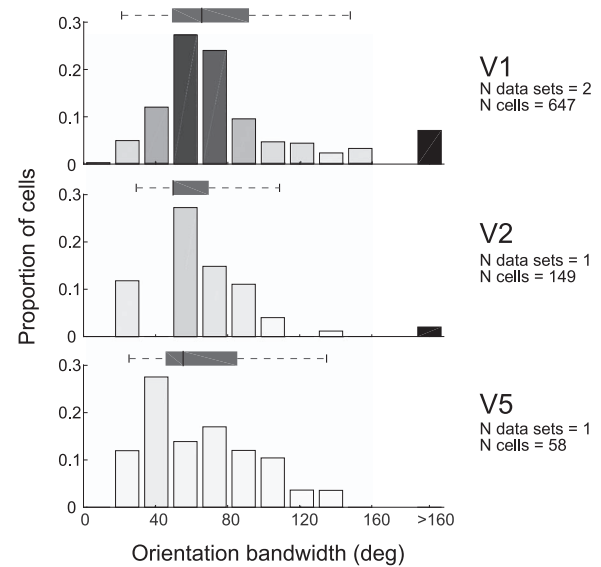 0.3
0.2
0.1
0
V1
N data sets = 2
N cells = 647
0.3
0.2
0.1
0
V2
N data sets = 1
N cells = 149
0.3
0.2
0.1
0
V5
N data sets = 1
N cells = 58
Proportion of cells
0 40 80 120 160 >160
Orientation bandwidth (deg)